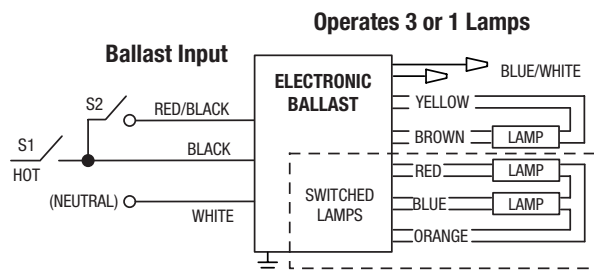 Operates 3 or 1 Lamps
Ballast Input
ELECTRONIC
BALLAST
BLUE/WHITE
S2
RED/BLACK
YELLOW
BROWN
LAMP
S1
HOT
BLACK
RED
LAMP
SWITCHED
LAMPS
BLUE
LAMP
(NEUTRAL)
WHITE
ORANGE